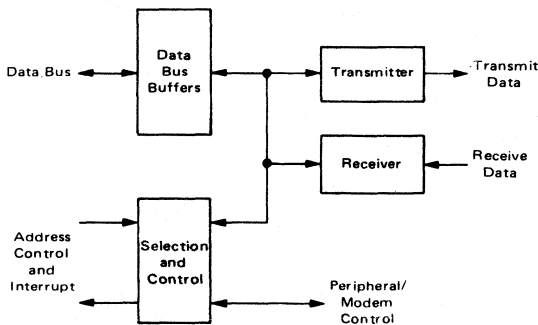 Data Bus
Data
Bus
Buffers
Transmitter
Transmit
Data
Receiver
Receive
Data
Address
Control
and
Interrupt
Selection
and
Control
Peripheral/
Modem
Control